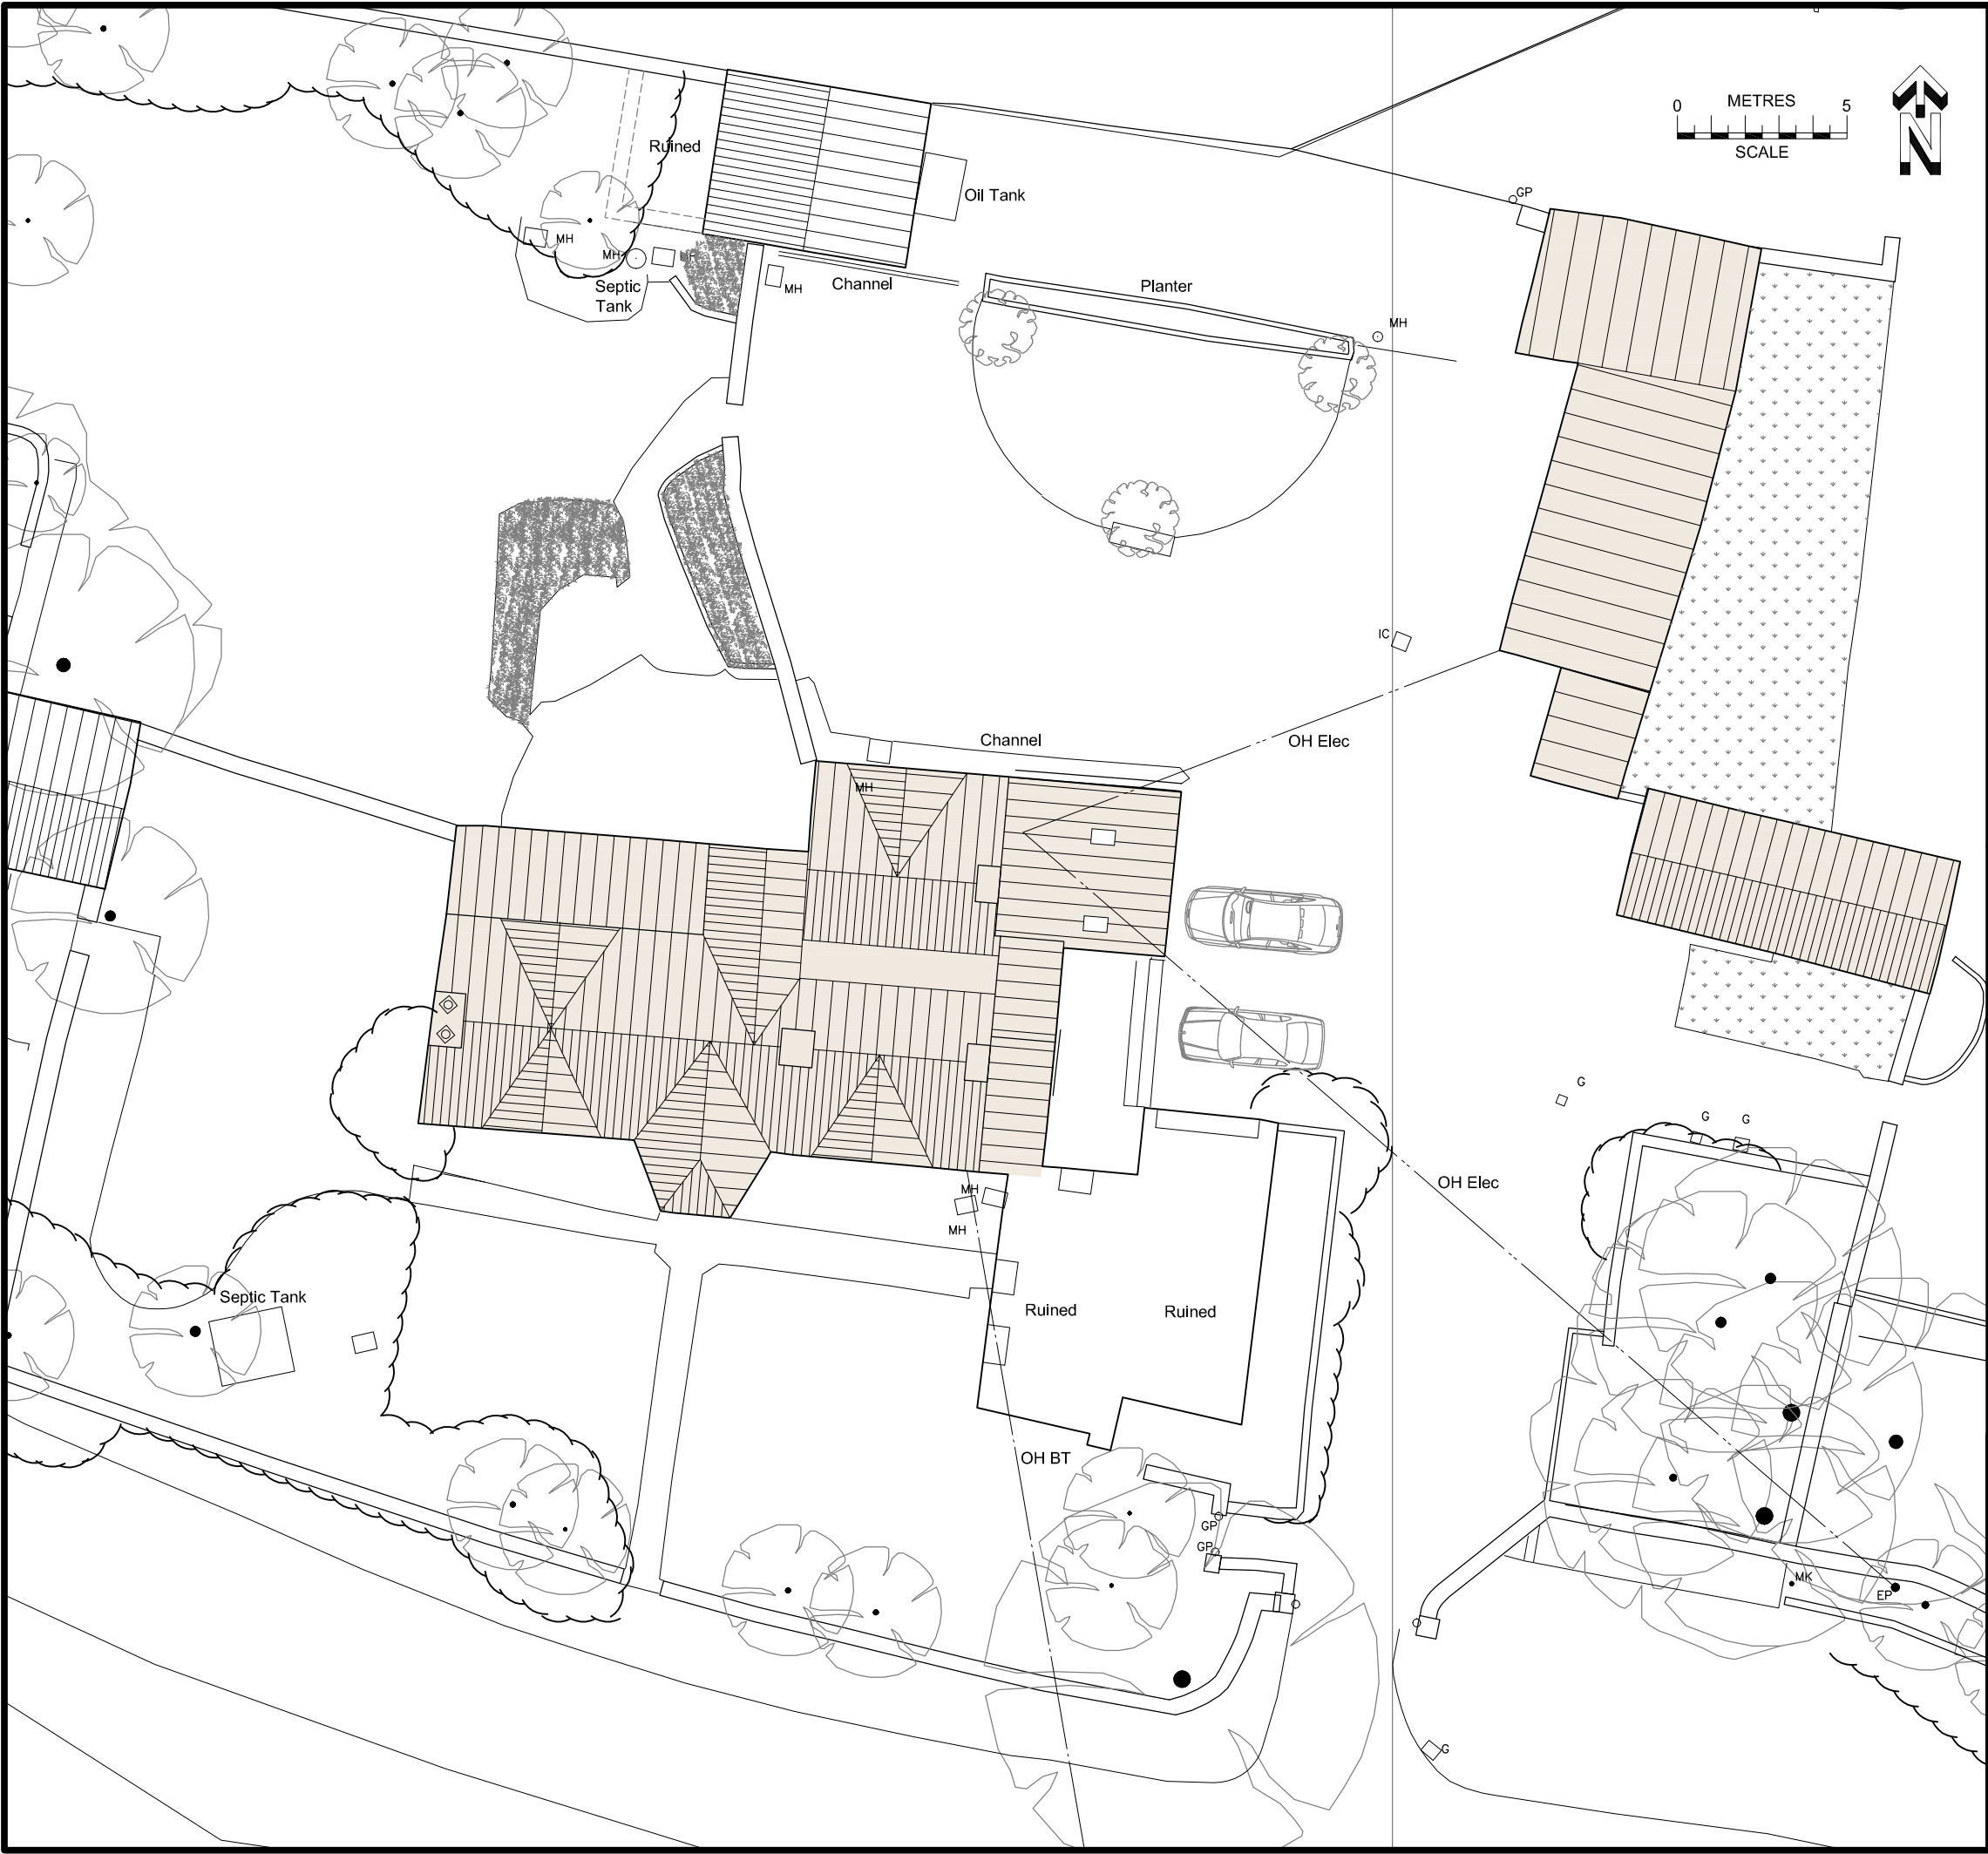 0 METRES 5
SCALE
N
Ruined
Oil Tank
GP
MH
MH
Septic
Tank
MH
Channel
Planter
MH
IC
Channel
OH Elec
MH
G
G
G
OH Elec
MH
MH
Septic Tank
Ruined
Ruined
OH BT
GP
GP
MK
EP
G